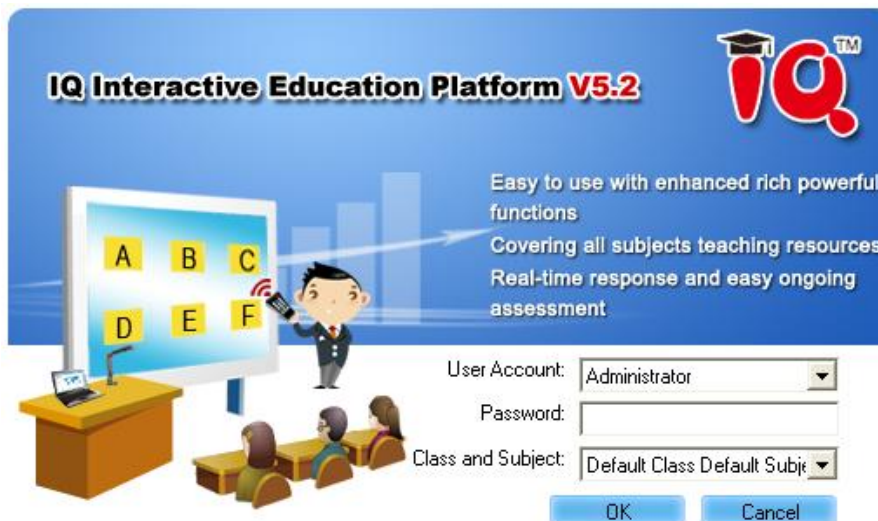 IQ Interactive Education Platform V5.2
IQ TM
Easy to use with enhanced rich powerful
functions
Covering all subjects teaching resources
Real-time response and easy ongoing
assessment
A B C
D E F
User Account: Administrator
Password:
Class and Subject: Default Class Default Subje
OK Cancel